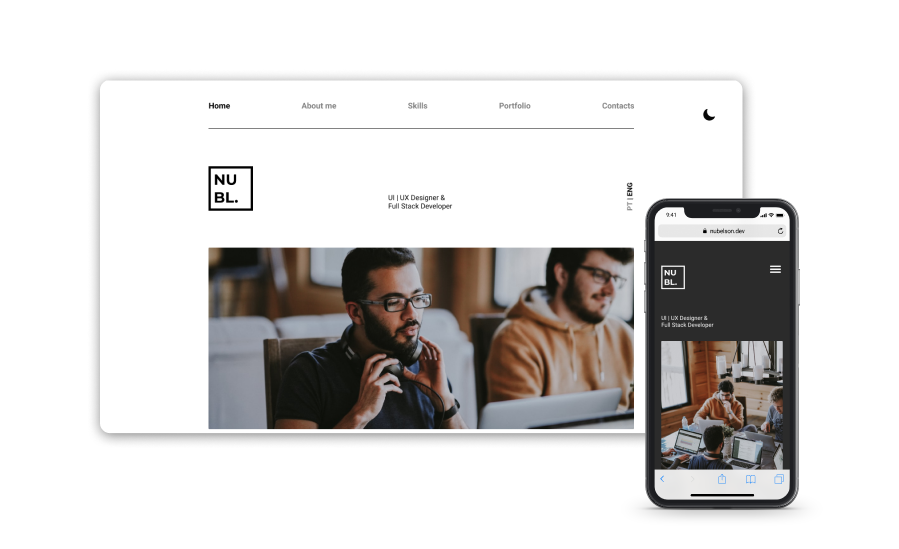 Home About me Skills Portfolio Contacts
NU
BL.
UI | UX Designer &
Full Stack Developer
PT | ENG
9:41
nubelson.dev
NU
BL.
UI | UX Designer &
Full Stack Developer